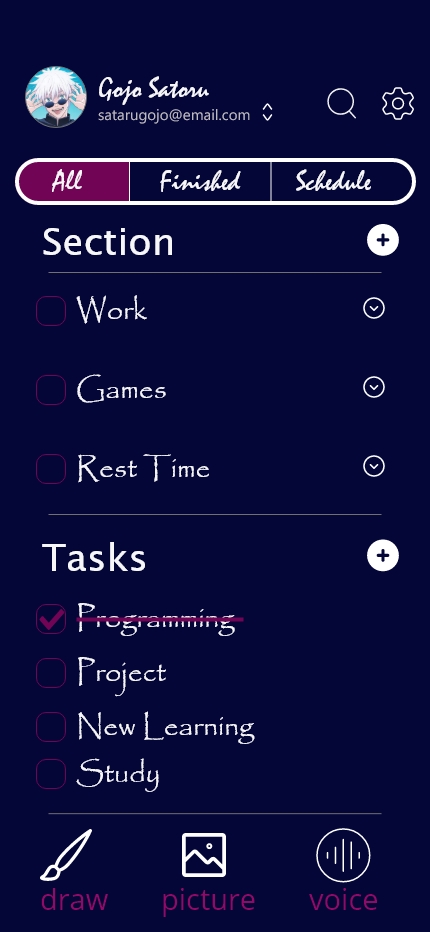 Gojo Satoru
satarugojo@email.com
All Finished Schedule
Section
Work
Games
Rest Time
Tasks
Programming
Project
New Learning
Study
draw picture voice